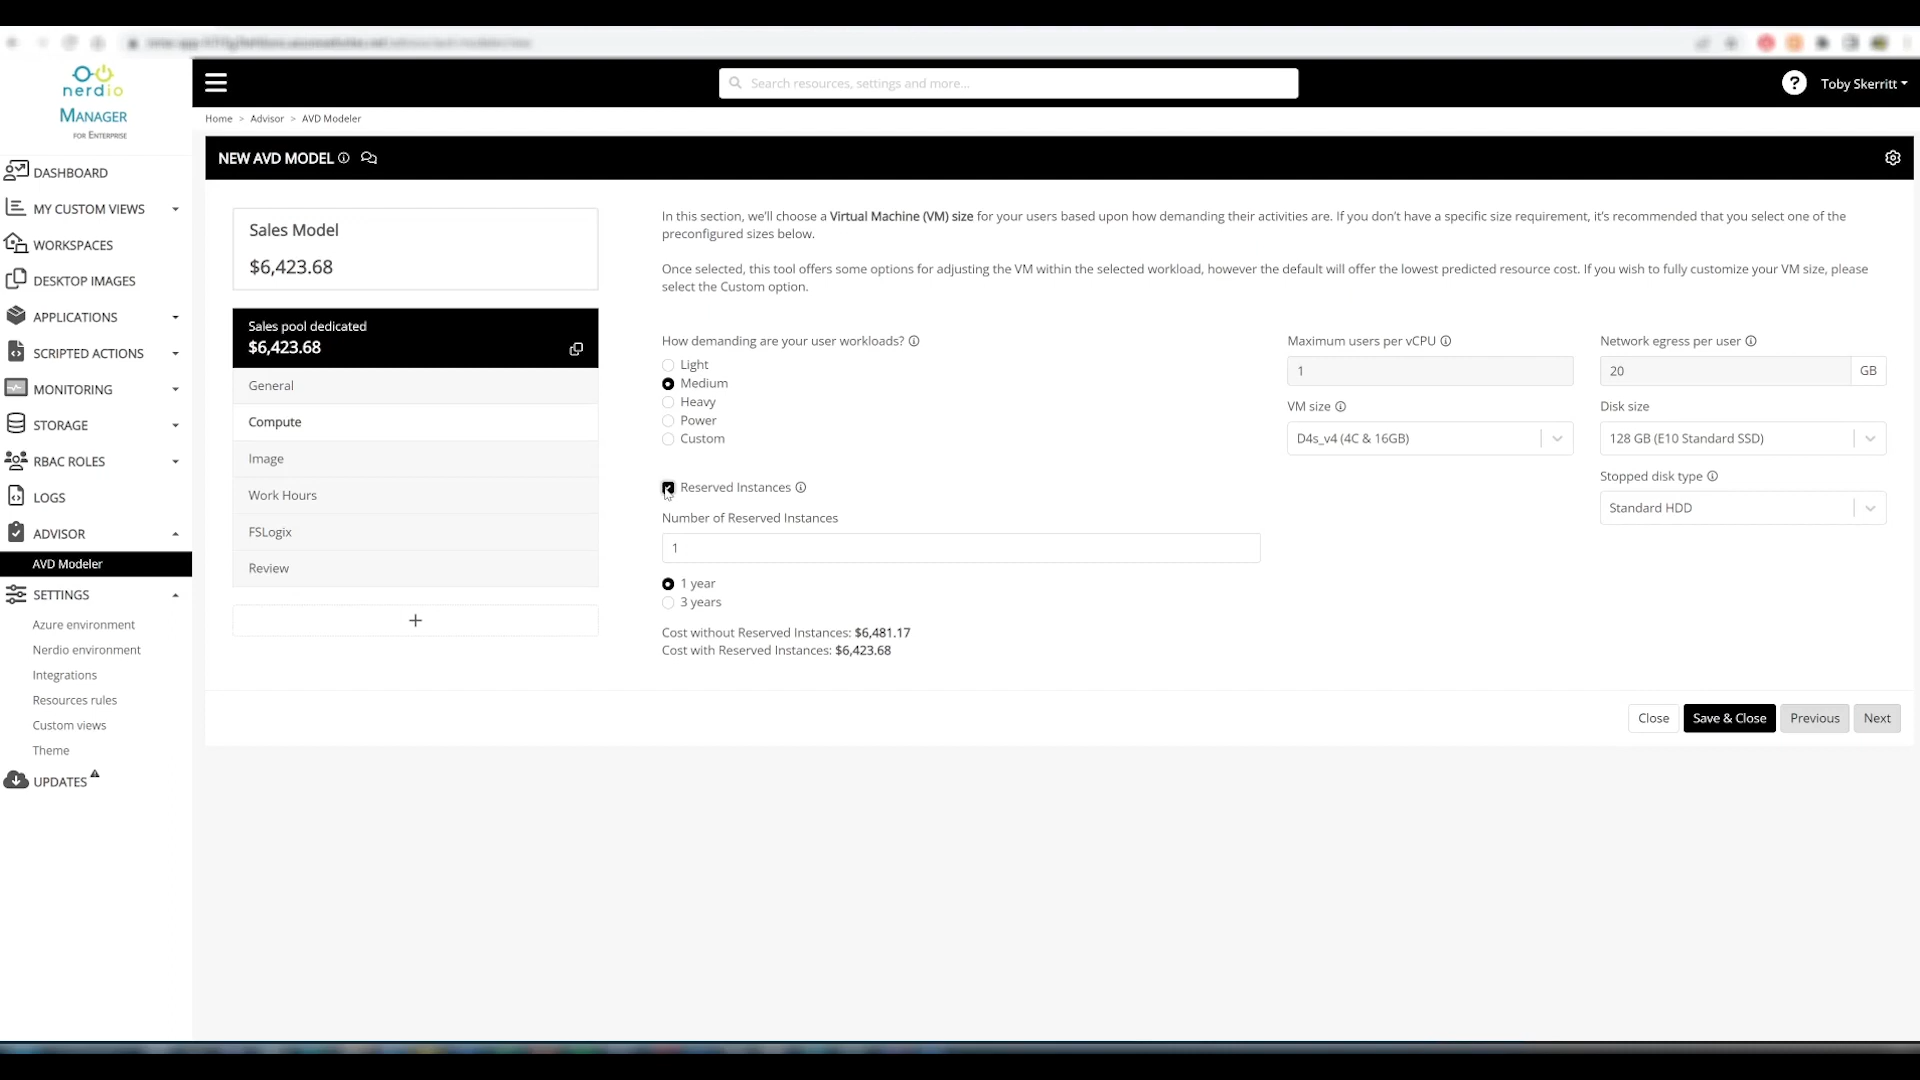 nerdio
MANAGER
FOR ENTERPRISE
Search resources, settings and more...
? Toby Skerritt
Home > Advisor > AVD Modeler
NEW AVD MODEL
DASHBOARD
MY CUSTOM VIEWS
WORKSPACES
DESKTOP IMAGES
APPLICATIONS
SCRIPTED ACTIONS
MONITORING
STORAGE
RBAC ROLES
LOGS
ADVISOR
AVD Modeler
SETTINGS
Azure environment
Nerdio environment
Integrations
Resources rules
Custom views
Theme
UPDATES
Sales Model
$6,423.68
Sales pool dedicated
$6,423.68
General
Compute
Image
Work Hours
FSLogix
Review
+
In this section, we'll choose a Virtual Machine (VM) size for your users based upon how demanding their activities are. If you don't have a specific size requirement, it's recommended that you select one of the
preconfigured sizes below.
Once selected, this tool offers some options for adjusting the VM within the selected workload, however the default will offer the lowest predicted resource cost. If you wish to fully customize your VM size, please
select the Custom option.
How demanding are your user workloads?
Light
Medium
Heavy
Power
Custom
Reserved Instances
Number of Reserved Instances
1
1 year
3 years
Cost without Reserved Instances: $6,481.17
Cost with Reserved Instances: $6,423.68
Maximum users per vCPU
1
VM size
D4s_v4 (4C & 16GB)
Network egress per user
20 GB
Disk size
128 GB (E10 Standard SSD)
Stopped disk type
Standard HDD
Close Save & Close Previous Next